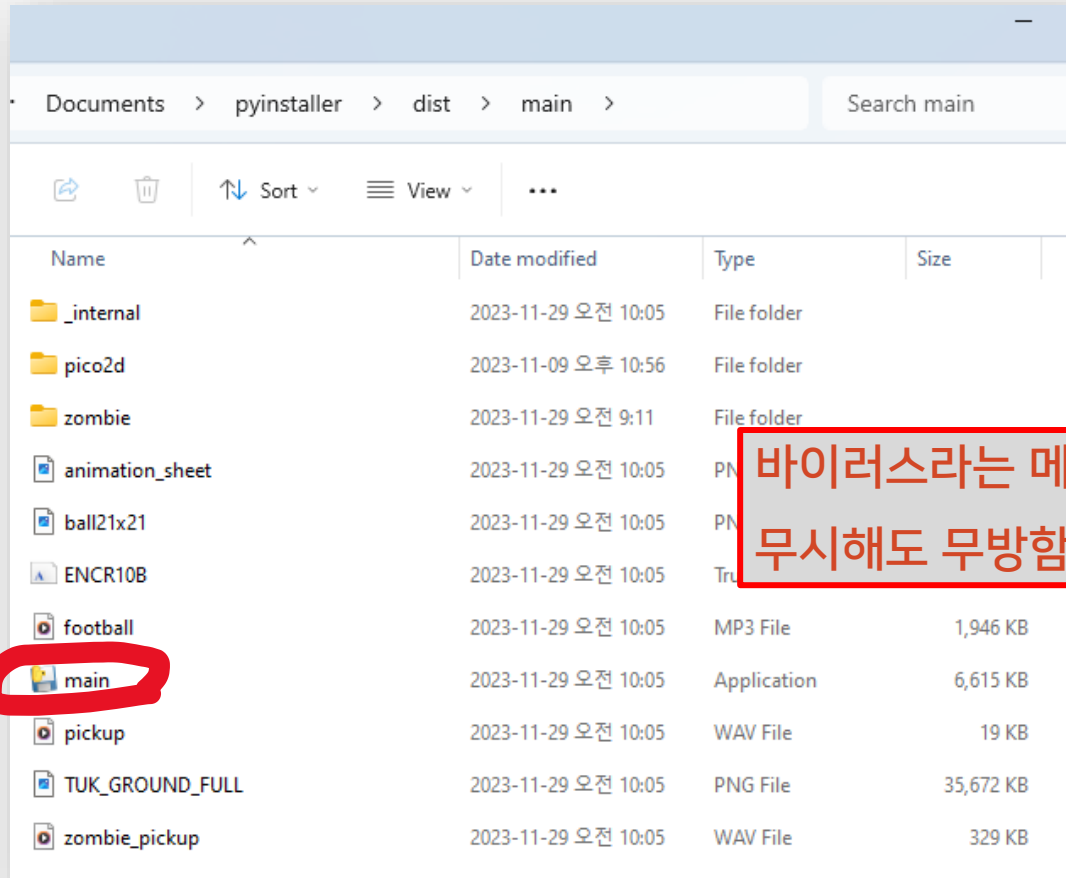 Documents > pyinstaller > dist > main >
Search main
Sort
View
Name Date modified Type Size
_internal 2023-11-29 오전 10:05 File folder
pico2d 2023-11-09 오후 10:56 File folder
zombie 2023-11-29 오전 9:11 File folder
animation_sheet 2023-11-29 오전 10:05 PN
바이러스라는 메
ball21x21 2023-11-29 오전 10:05 PN
무시해도 무방함
ENCR10B 2023-11-29 오전 10:05 Tru
football 2023-11-29 오전 10:05 MP3 File 1,946 KB
main 2023-11-29 오전 10:05 Application 6,615 KB
pickup 2023-11-29 오전 10:05 WAV File 19 KB
TUK_GROUND_FULL 2023-11-29 오전 10:05 PNG File 35,672 KB
zombie_pickup 2023-11-29 오전 10:05 WAV File 329 KB